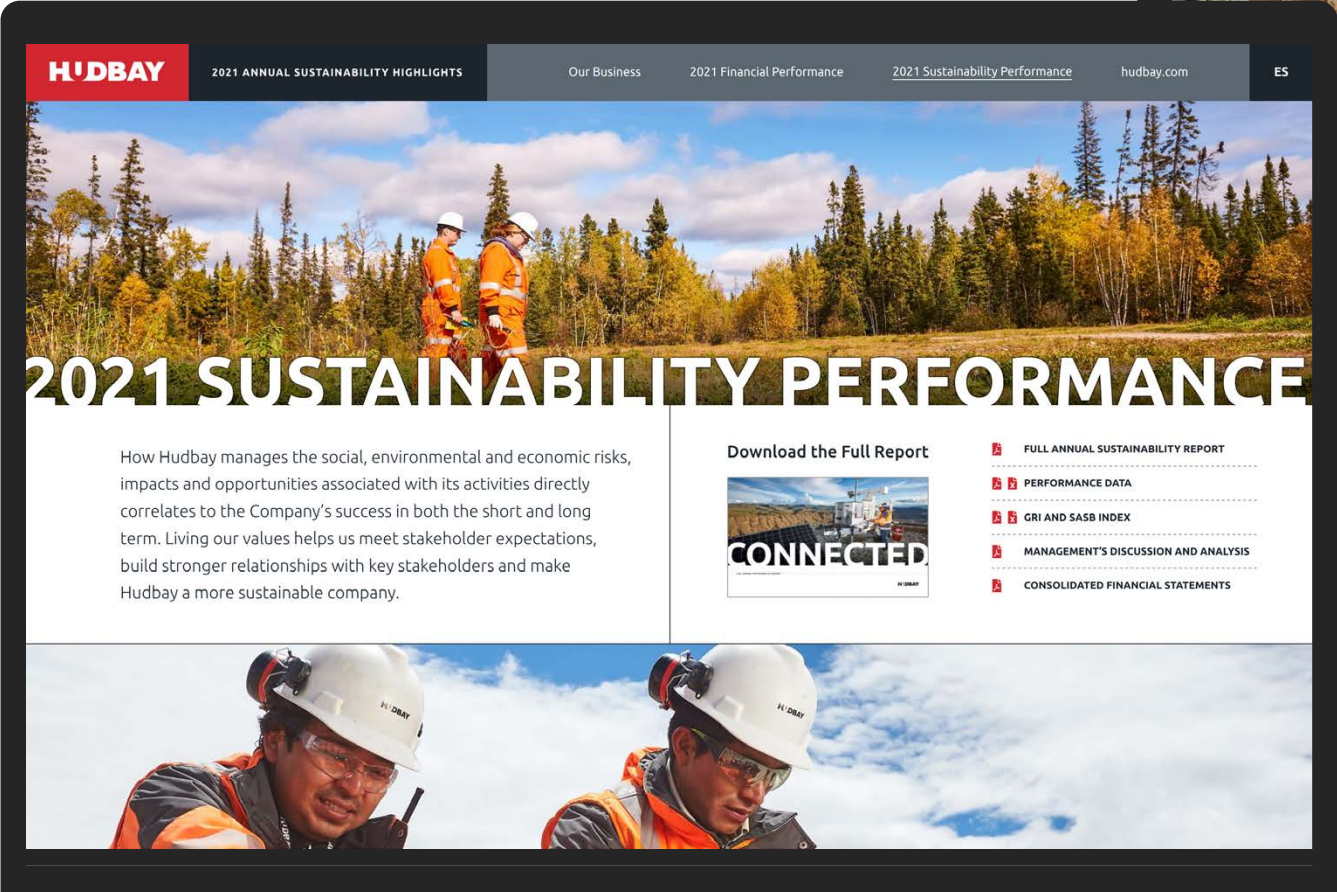 HUDBAY
2021 ANNUAL SUSTAINABILITY HIGHLIGHTS
Our Business
2021 Financial Performance
2021 Sustainability Performance
hudbay.com
ES
2021 SUSTAINABILITY PERFORMANCE
How Hudbay manages the social, environmental and economic risks,
impacts and opportunities associated with its activities directly
correlates to the Company’s success in both the short and long
term. Living our values helps us meet stakeholder expectations,
build stronger relationships with key stakeholders and make
Hudbay a more sustainable company.
Download the Full Report
CONNECTED
HUDBAY
FULL ANNUAL SUSTAINABILITY REPORT
PERFORMANCE DATA
GRI AND SASB INDEX
MANAGEMENT’S DISCUSSION AND ANALYSIS
CONSOLIDATED FINANCIAL STATEMENTS
HUDBAY
HUDBAY